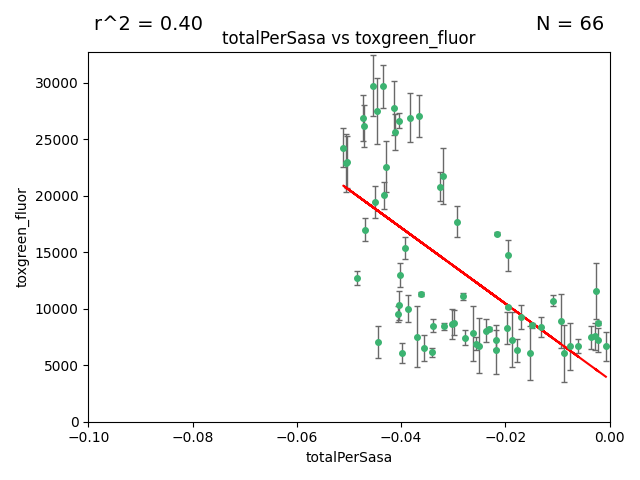 r^2 = 0.40
N = 66
totalPerSasa vs toxgreen_fluor
30000
25000
20000
15000
10000
5000
0
toxgreen_fluor
−0.10
−0.08
−0.06
−0.04
−0.02
0.00
totalPerSasa